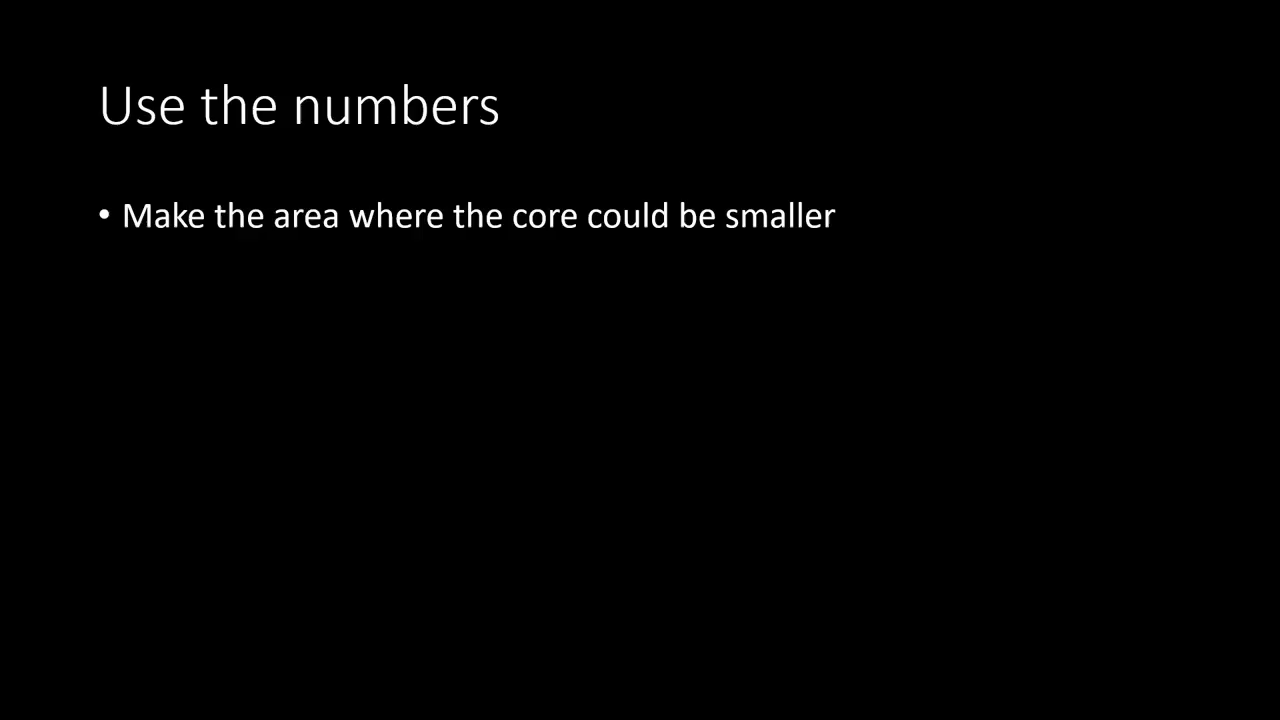 Use the numbers
• Make the area where the core could be smaller